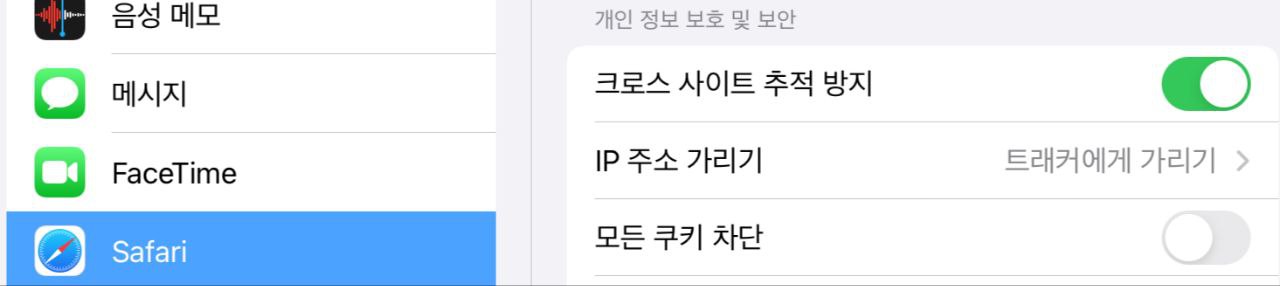 음성 메모
메시지
FaceTime
Safari
개인 정보 보호 및 보안
크로스 사이트 추적 방지
IP 주소 가리기 트래커에게 가리기
모든 쿠키 차단